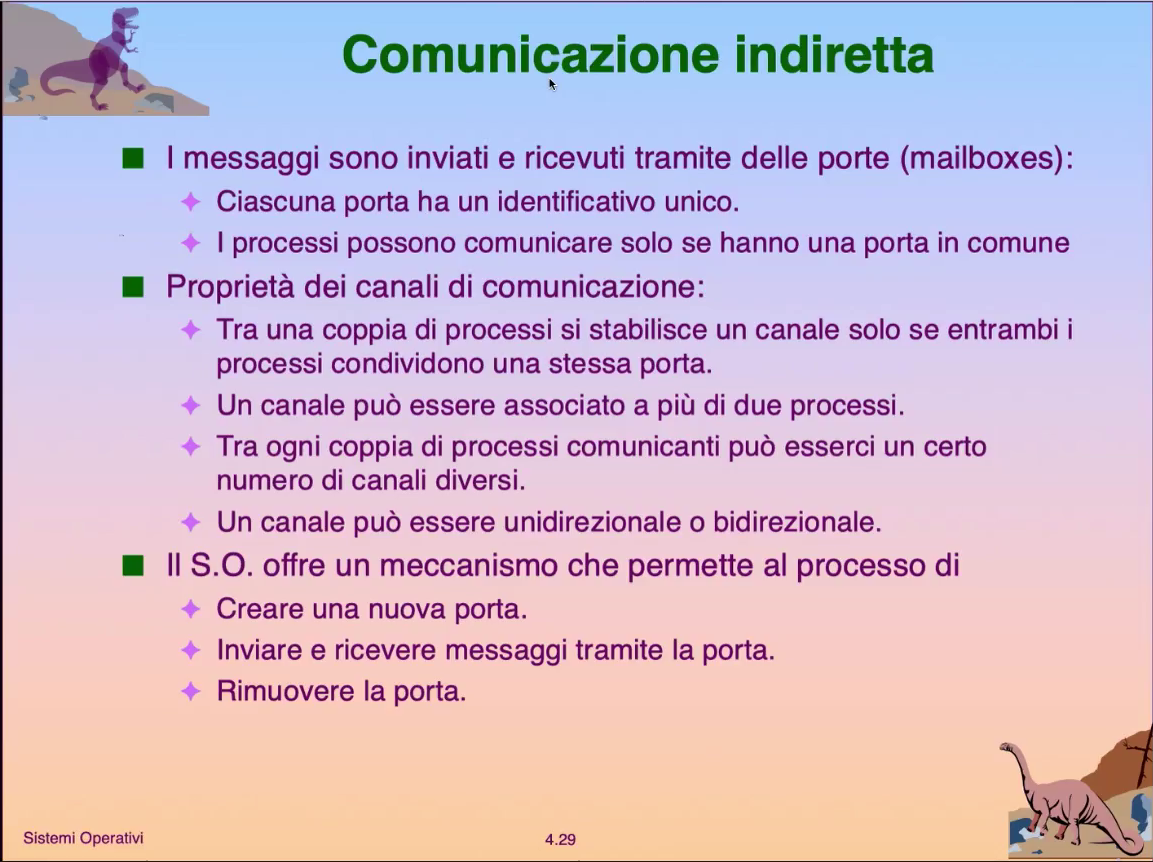 Comunicazione indiretta
I messaggi sono inviati e ricevuti tramite delle porte (mailboxes):
Ciascuna porta ha un identificativo unico.
I processi possono comunicare solo se hanno una porta in comune
Proprietà dei canali di comunicazione:
Tra una coppia di processi si stabilisce un canale solo se entrambi i
processi condividono una stessa porta.
Un canale può essere associato a più di due processi.
Tra ogni coppia di processi comunicanti può esserci un certo
numero di canali diversi.
Un canale può essere unidirezionale o bidirezionale.
Il S.O. offre un meccanismo che permette al processo di
Creare una nuova porta.
Inviare e ricevere messaggi tramite la porta.
Rimuovere la porta.
Sistemi Operativi
4.29